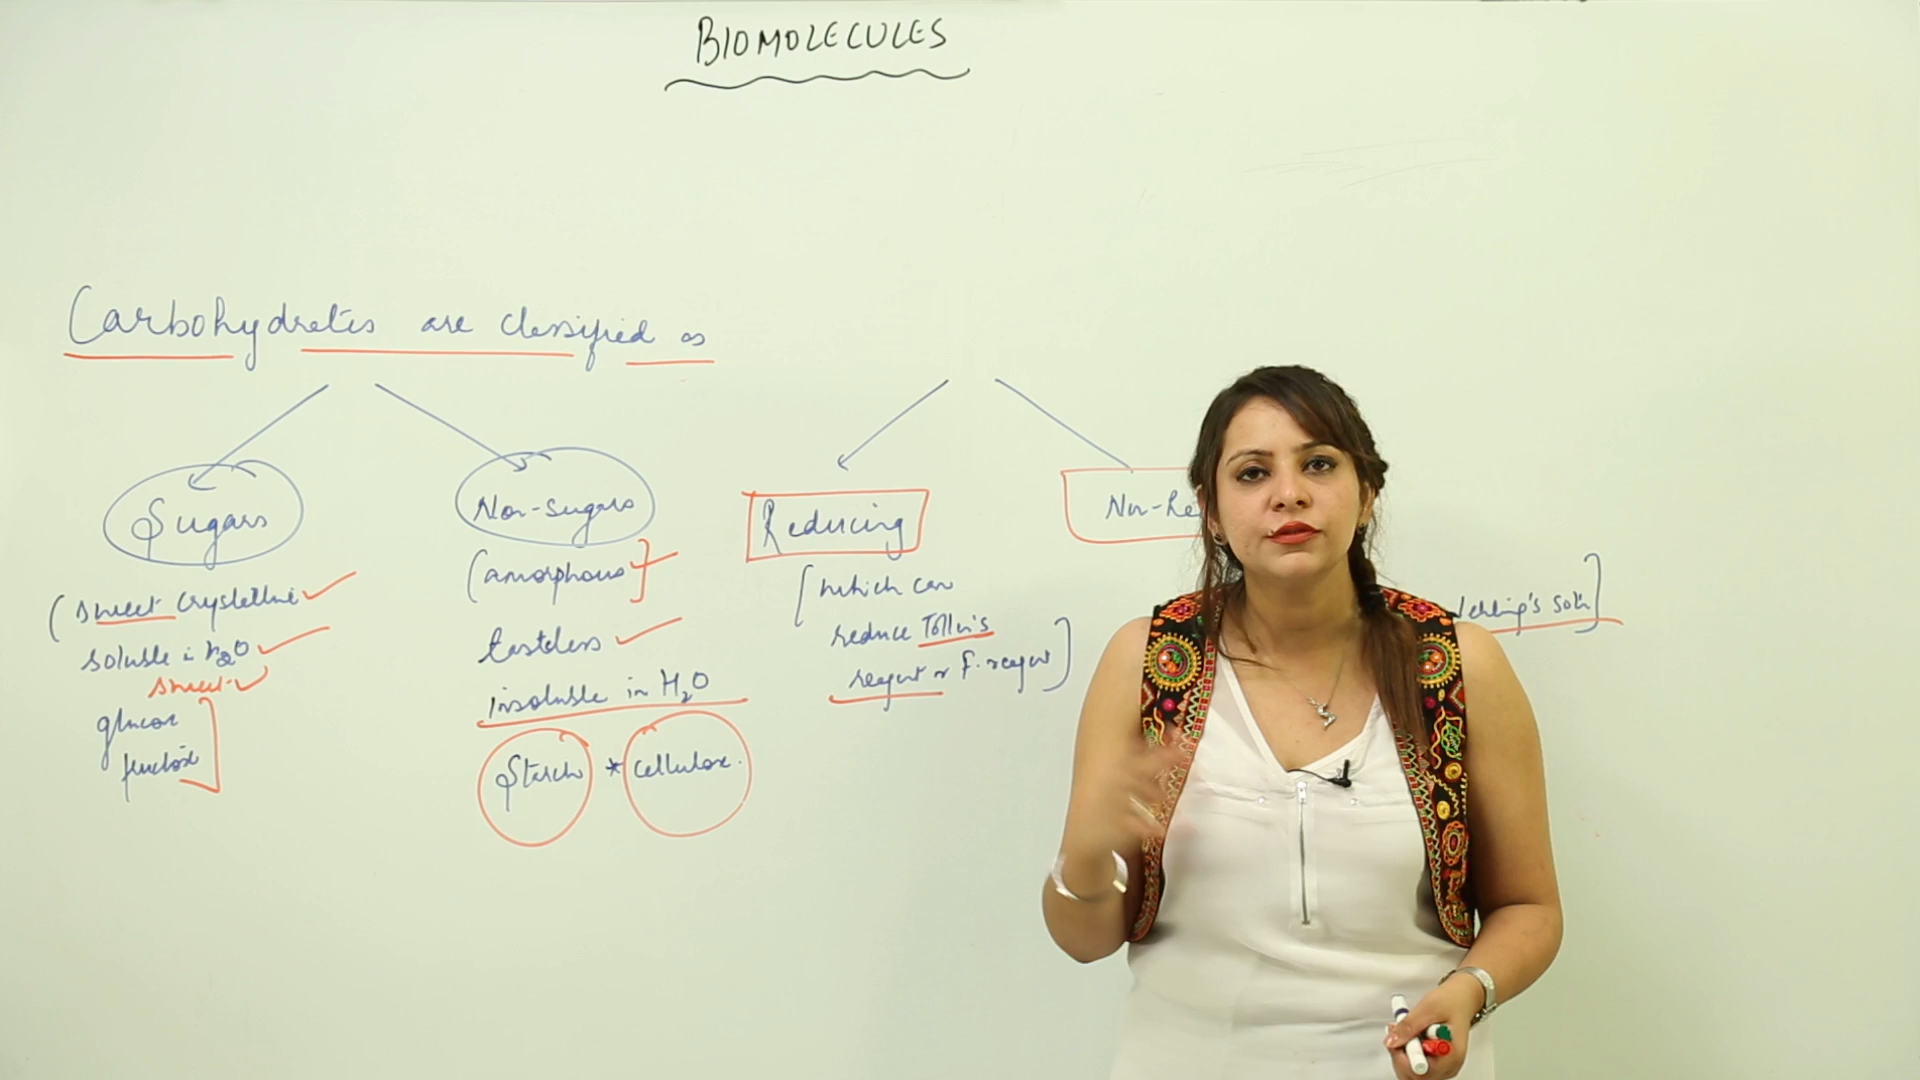 BIOMOLECULES
Carbohydrates are classified as
Sugars
(sweet crystelline
soluble in H2O
sweet
glucose
fructose
Non-sugars
(amorphous)
tasteless
insoluble in H2O
Starch * cellulose.
Reducing
[which can
reduce Tollen's
reagent or F. reagent]
Non-Re
Fehling's Soln]